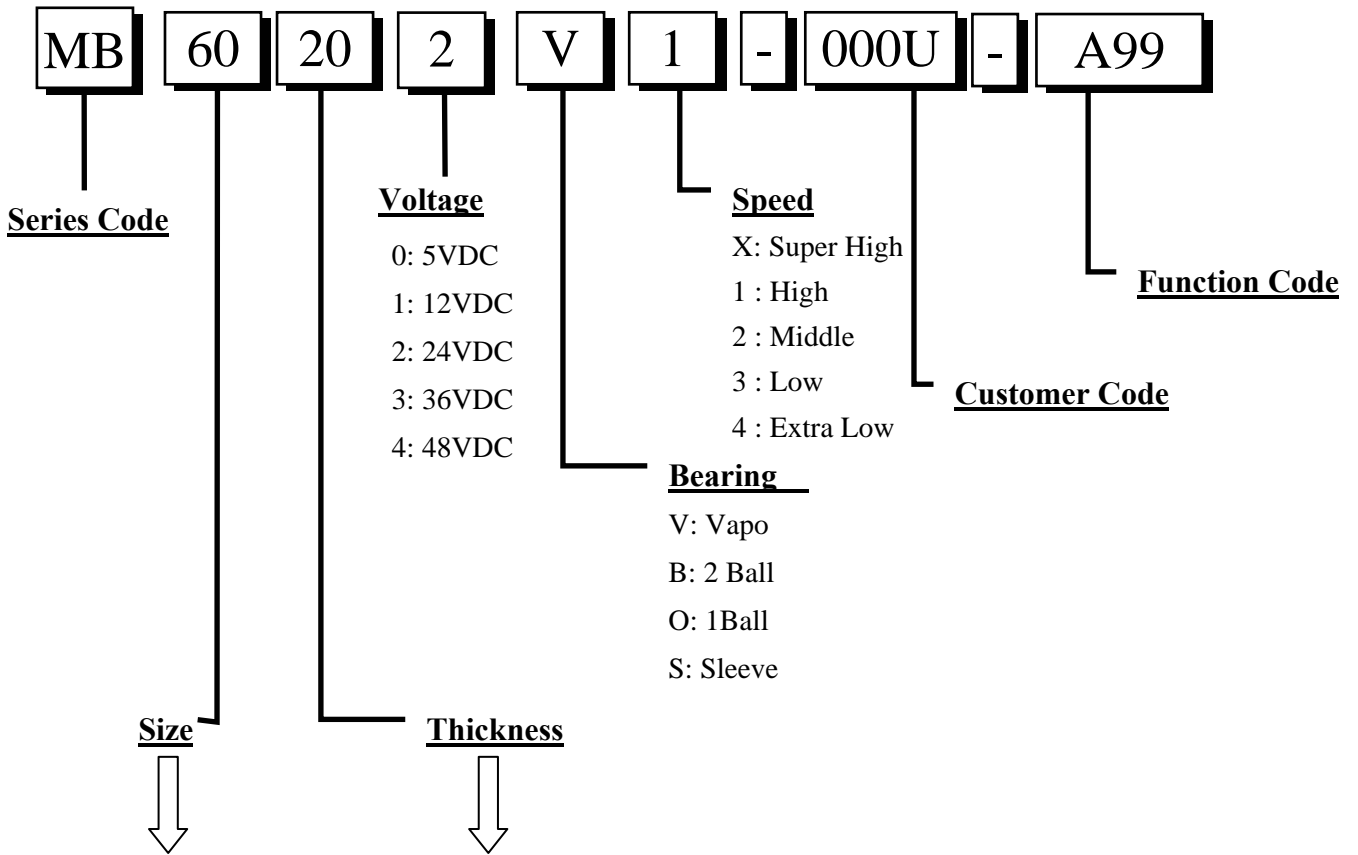 MB 60 20 2 V 1 - 000U - A99
Series Code
Voltage
0: 5VDC
1: 12VDC
2: 24VDC
3: 36VDC
4: 48VDC
Speed
X: Super High
1 : High
2 : Middle
3 : Low
4 : Extra Low
Function Code
Customer Code
Bearing
V: Vapo
B: 2 Ball
O: 1Ball
S: Sleeve
Size
Thickness